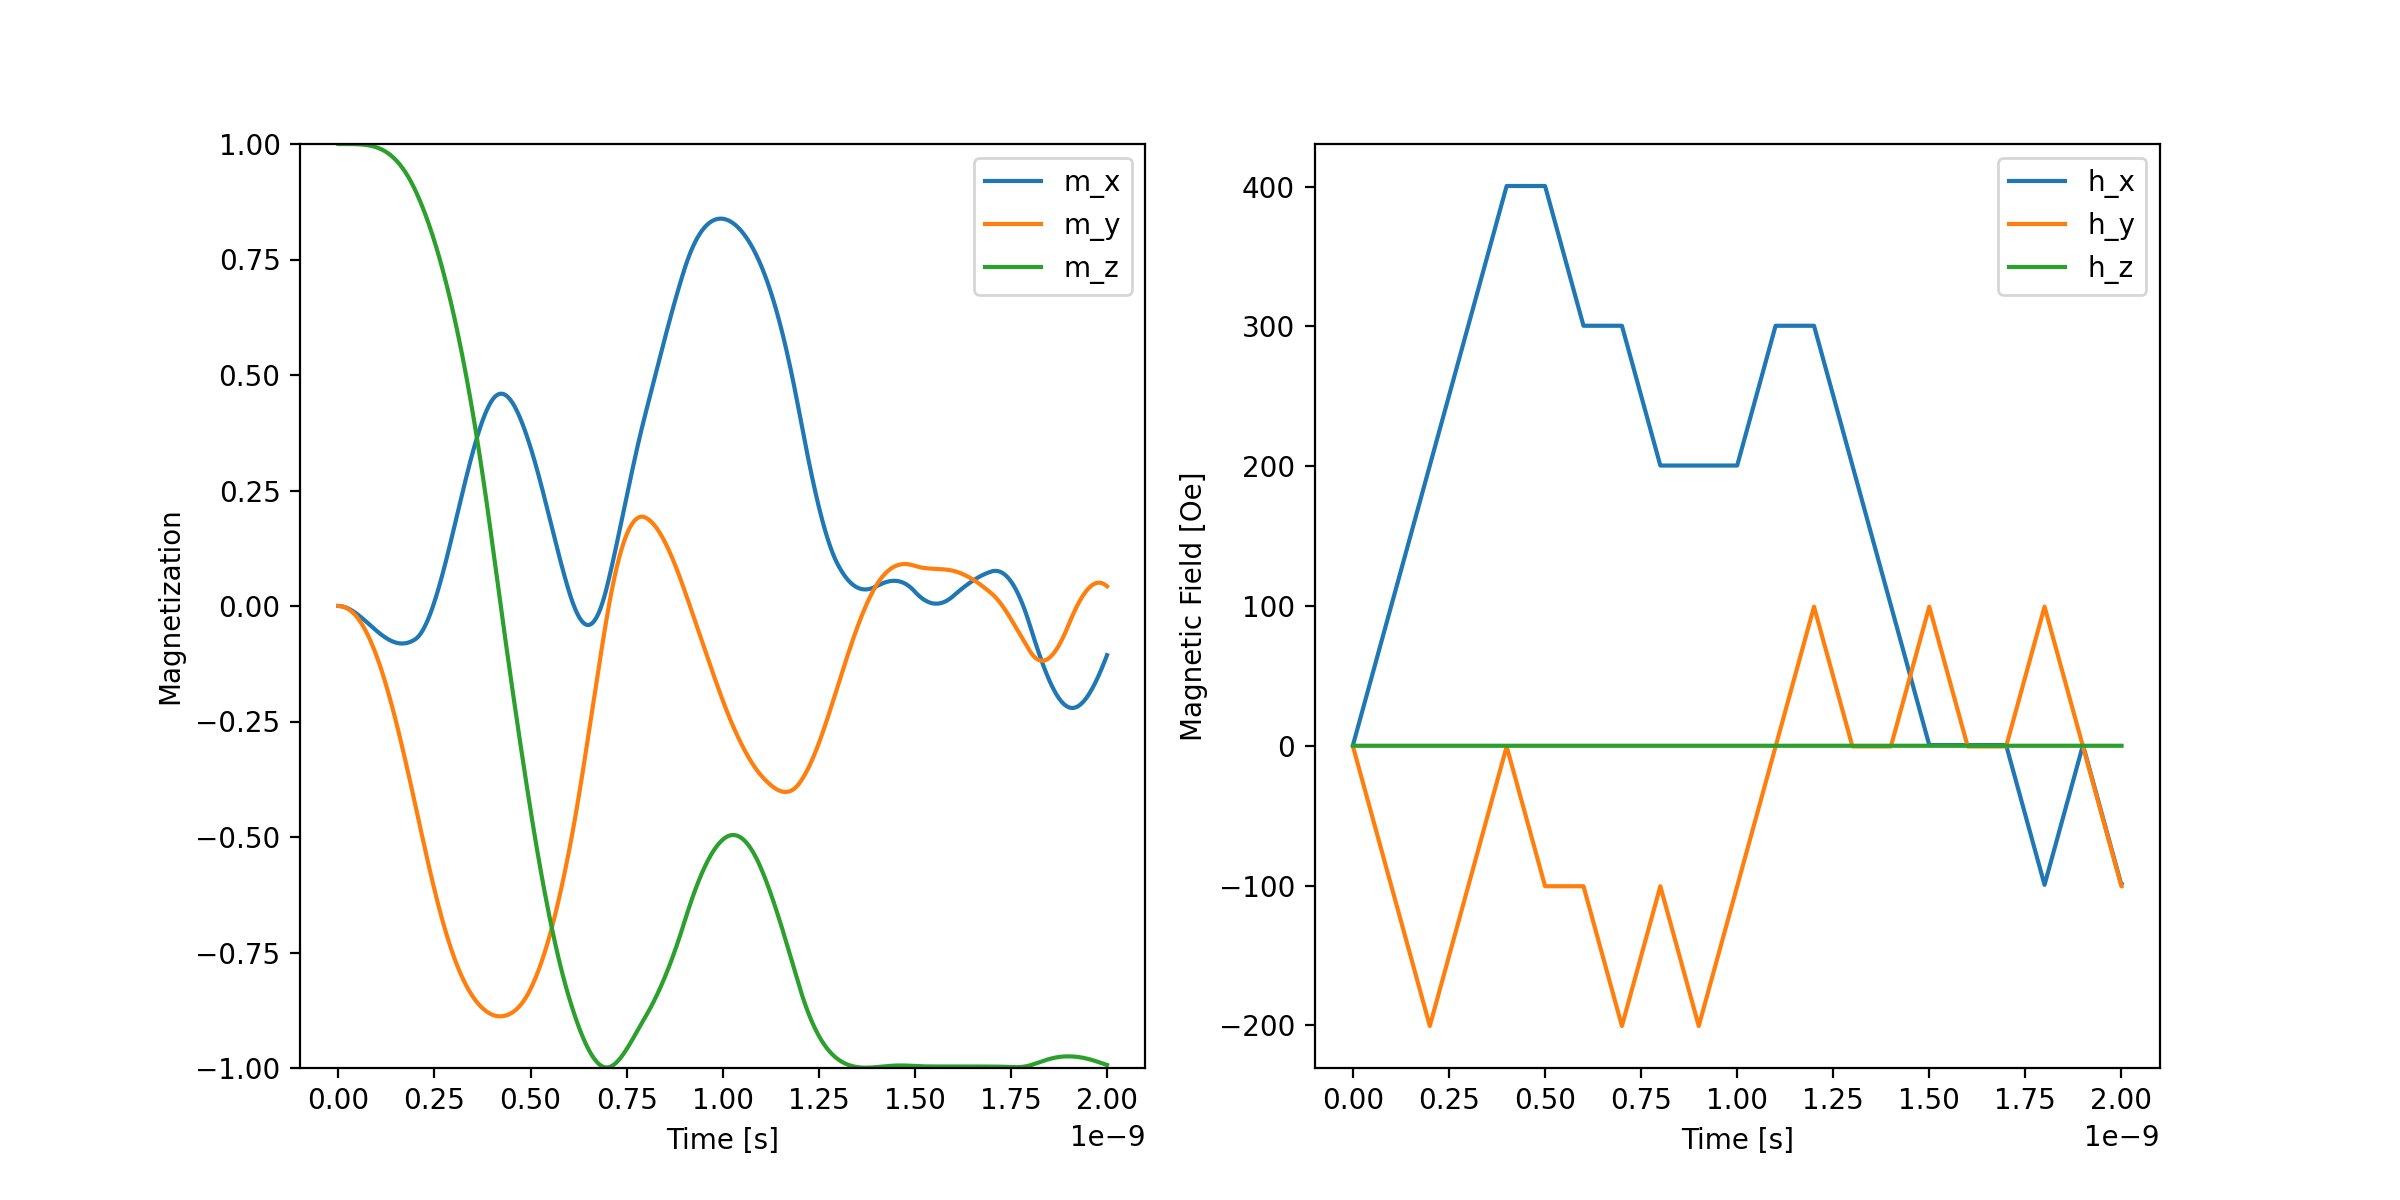 Magnetization
1.00
0.75
0.50
0.25
0.00
−0.25
−0.50
−0.75
−1.00
m_x
m_y
m_z
0.00 0.25 0.50 0.75 1.00 1.25 1.50 1.75 2.00
Time [s]
1e−9
Magnetic Field [Oe]
400
300
200
100
0
−100
−200
h_x
h_y
h_z
0.00 0.25 0.50 0.75 1.00 1.25 1.50 1.75 2.00
Time [s]
1e−9